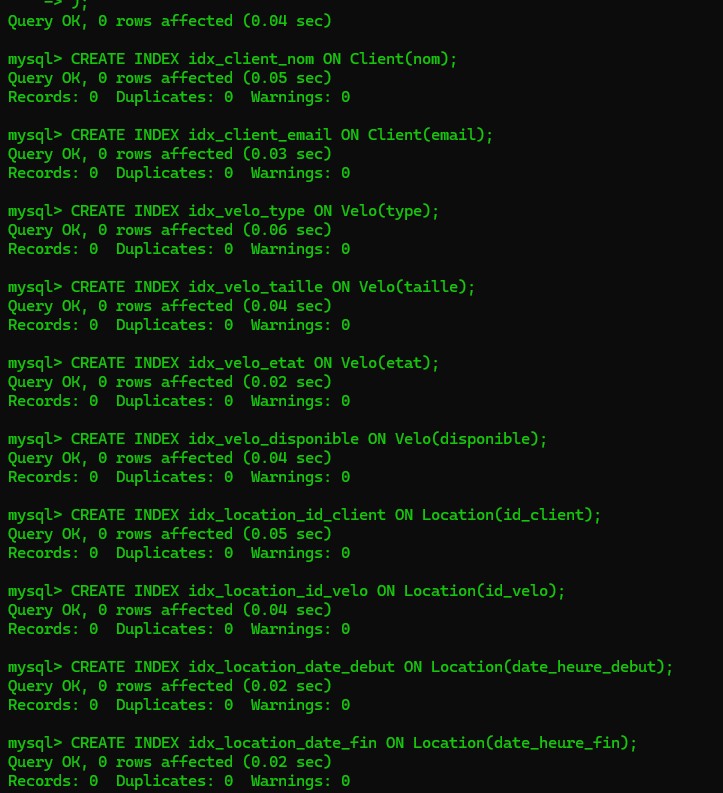 -> );
Query OK, 0 rows affected (0.04 sec)
mysql> CREATE INDEX idx_client_nom ON Client(nom);
Query OK, 0 rows affected (0.05 sec)
Records: 0  Duplicates: 0  Warnings: 0
mysql> CREATE INDEX idx_client_email ON Client(email);
Query OK, 0 rows affected (0.03 sec)
Records: 0  Duplicates: 0  Warnings: 0
mysql> CREATE INDEX idx_velo_type ON Velo(type);
Query OK, 0 rows affected (0.06 sec)
Records: 0  Duplicates: 0  Warnings: 0
mysql> CREATE INDEX idx_velo_taille ON Velo(taille);
Query OK, 0 rows affected (0.04 sec)
Records: 0  Duplicates: 0  Warnings: 0
mysql> CREATE INDEX idx_velo_etat ON Velo(etat);
Query OK, 0 rows affected (0.02 sec)
Records: 0  Duplicates: 0  Warnings: 0
mysql> CREATE INDEX idx_velo_disponible ON Velo(disponible);
Query OK, 0 rows affected (0.04 sec)
Records: 0  Duplicates: 0  Warnings: 0
mysql> CREATE INDEX idx_location_id_client ON Location(id_client);
Query OK, 0 rows affected (0.05 sec)
Records: 0  Duplicates: 0  Warnings: 0
mysql> CREATE INDEX idx_location_id_velo ON Location(id_velo);
Query OK, 0 rows affected (0.04 sec)
Records: 0  Duplicates: 0  Warnings: 0
mysql> CREATE INDEX idx_location_date_debut ON Location(date_heure_debut);
Query OK, 0 rows affected (0.02 sec)
Records: 0  Duplicates: 0  Warnings: 0
mysql> CREATE INDEX idx_location_date_fin ON Location(date_heure_fin);
Query OK, 0 rows affected (0.02 sec)
Records: 0  Duplicates: 0  Warnings: 0